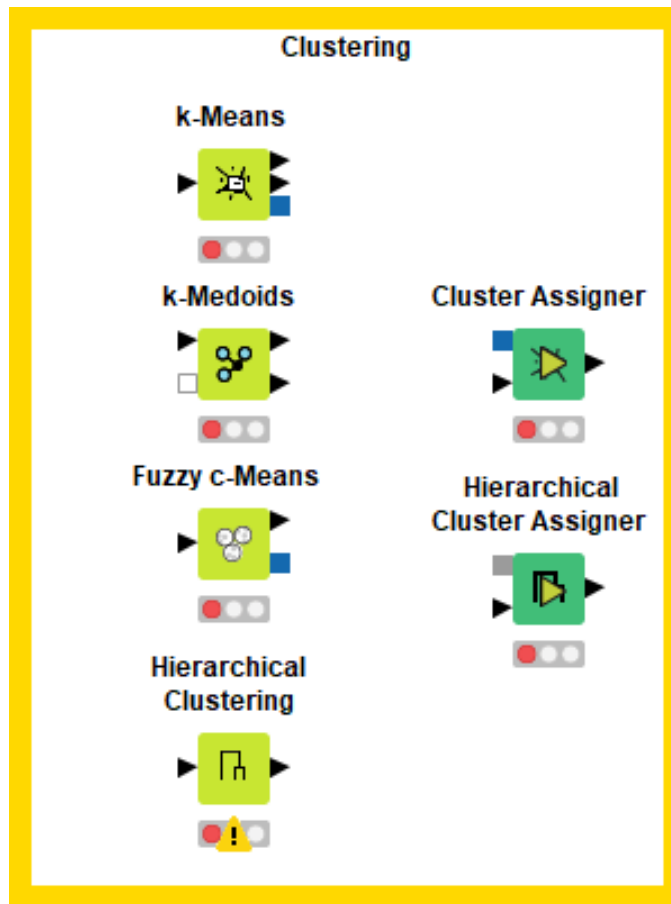 Clustering
k-Means
k-Medoids
Cluster Assigner
Fuzzy c-Means
Hierarchical
Cluster Assigner
Hierarchical
Clustering